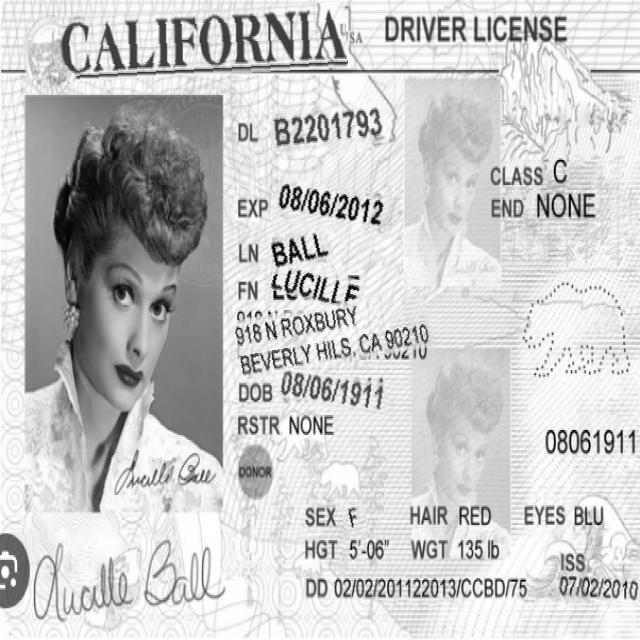 CALIFORNIA USA DRIVER LICENSE
DL B2201793
CLASS C
EXP 08/06/2012
END NONE
LN BALL
FN LUCILLE
918 N ROXBURY
BEVERLY HILS, CA 90210
DOB 08/06/1911
RSTR NONE
08061911
DONOR
Lucille Ball
SEX F HAIR RED EYES BLU
HGT 5'-06" WGT 135 lb
ISS
DD 02/02/201122013/CCBD/75 07/02/2010
Lucille Ball